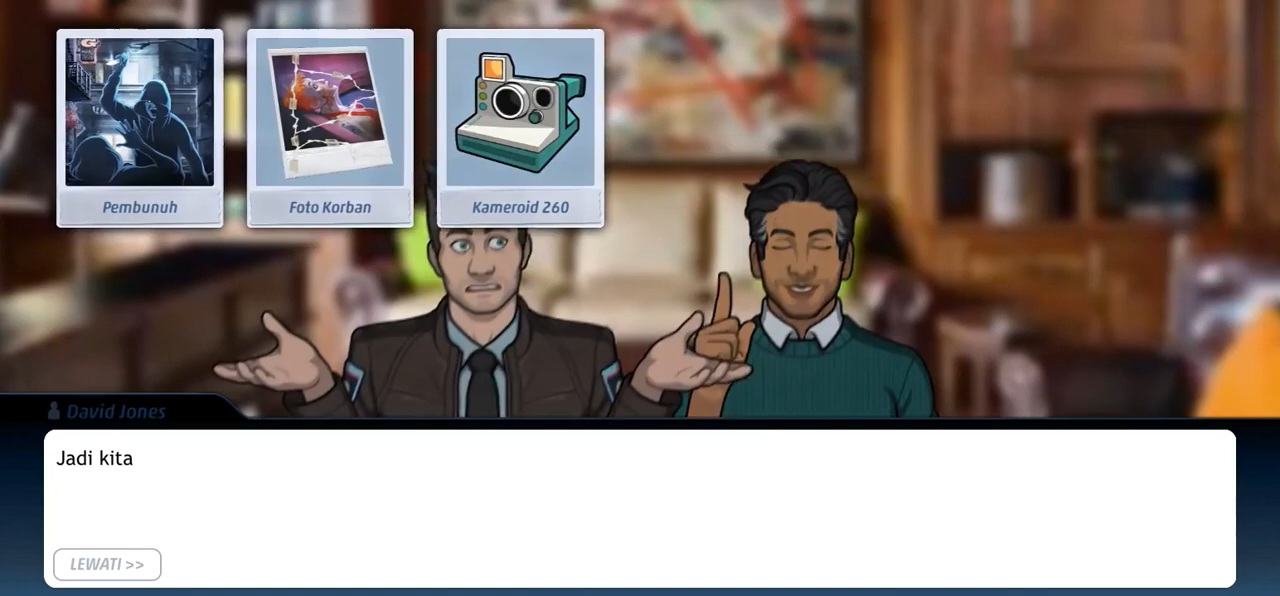 Pembunuh
Foto Korban
Kameroid 260
David Jones
Jadi kita
LEWATI >>